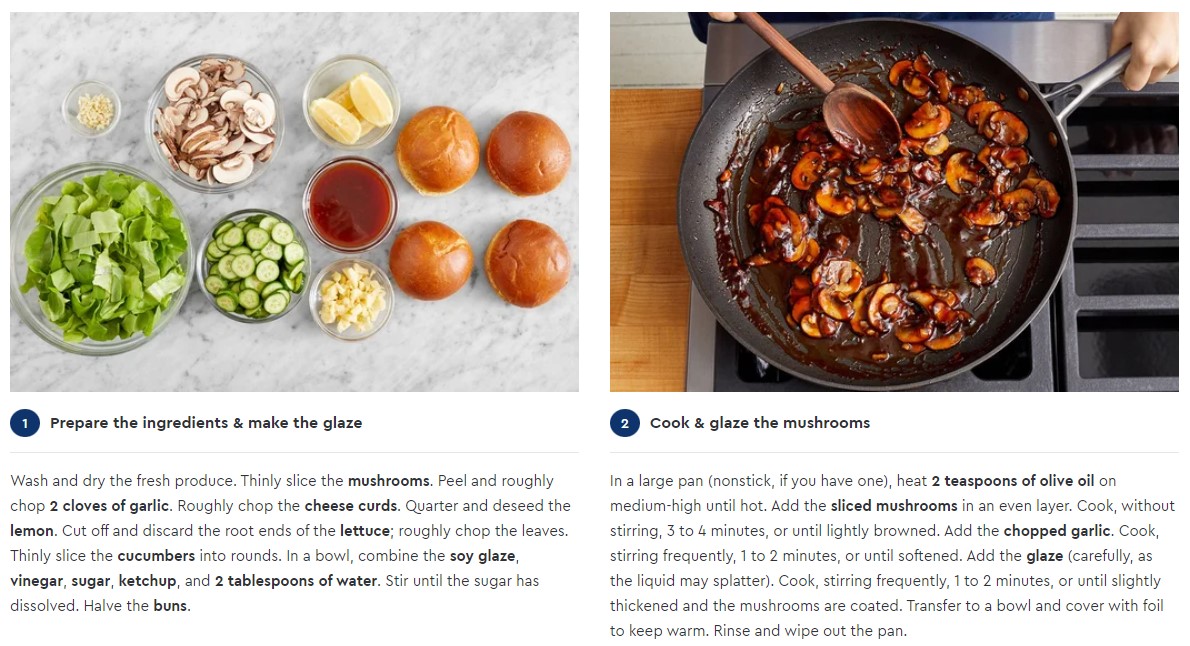 1 Prepare the ingredients & make the glaze
Wash and dry the fresh produce. Thinly slice the mushrooms. Peel and roughly
chop 2 cloves of garlic. Roughly chop the cheese curds. Quarter and deseed the
lemon. Cut off and discard the root ends of the lettuce; roughly chop the leaves.
Thinly slice the cucumbers into rounds. In a bowl, combine the soy glaze,
vinegar, sugar, ketchup, and 2 tablespoons of water. Stir until the sugar has
dissolved. Halve the buns.
2 Cook & glaze the mushrooms
In a large pan (nonstick, if you have one), heat 2 teaspoons of olive oil on
medium-high until hot. Add the sliced mushrooms in an even layer. Cook, without
stirring, 3 to 4 minutes, or until lightly browned. Add the chopped garlic. Cook,
stirring frequently, 1 to 2 minutes, or until softened. Add the glaze (carefully, as
the liquid may splatter). Cook, stirring frequently, 1 to 2 minutes, or until slightly
thickened and the mushrooms are coated. Transfer to a bowl and cover with foil
to keep warm. Rinse and wipe out the pan.